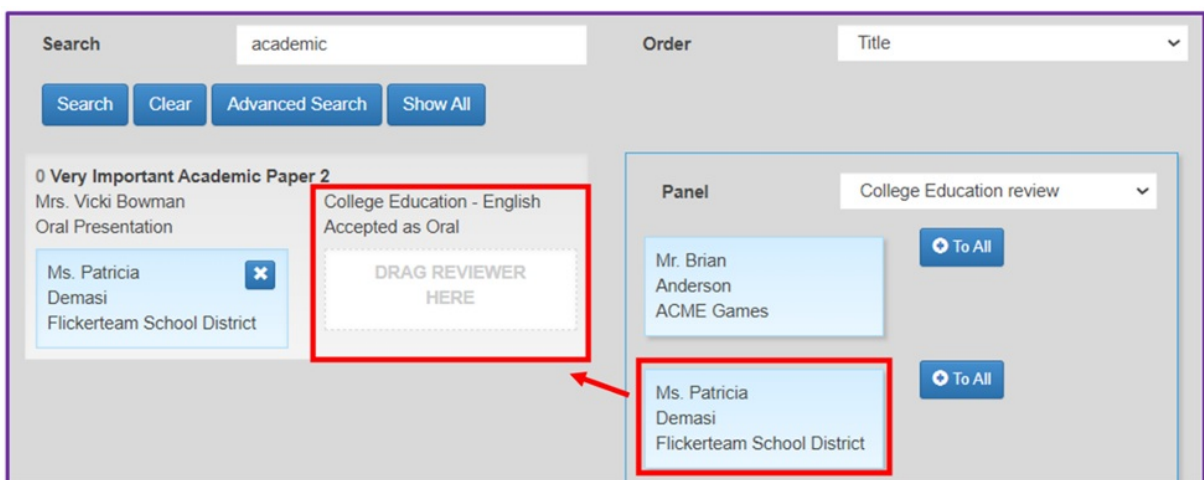 Search academic Order Title
Search Clear Advanced Search Show All
0 Very Important Academic Paper 2
Mrs. Vicki Bowman
Oral Presentation
College Education - English
Accepted as Oral
Ms. Patricia
Demasi
Flickerteam School District
DRAG REVIEWER
HERE
Panel College Education review
Mr. Brian
Anderson
ACME Games
To All
Ms. Patricia
Demasi
Flickerteam School District
To All